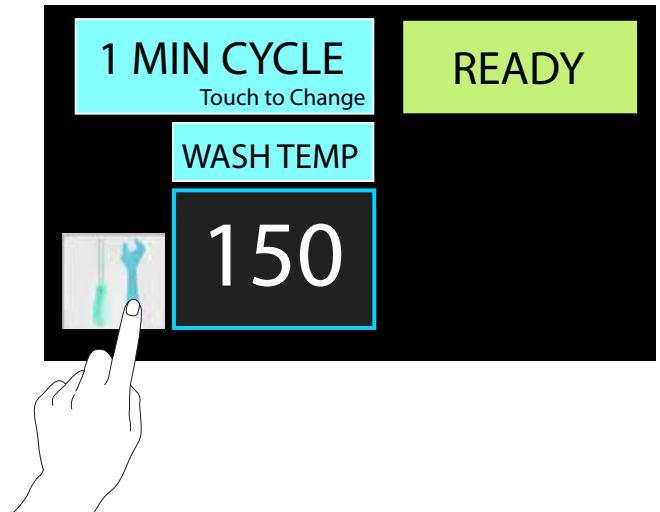 1 MIN CYCLE
Touch to Change
READY
WASH TEMP
150